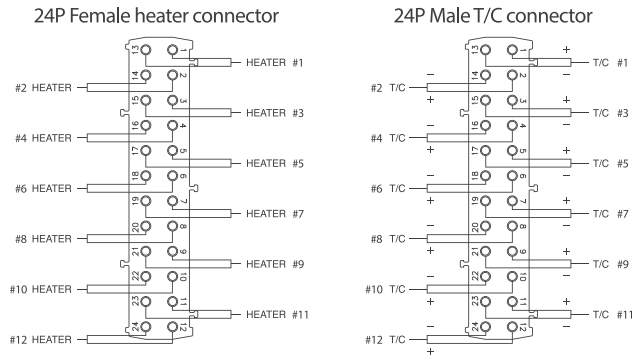 24P Female heater connector
13 1 HEATER #1
#2 HEATER 14 2
15 3 HEATER #3
#4 HEATER 16 4
17 5 HEATER #5
#6 HEATER 18 6
19 7 HEATER #7
#8 HEATER 20 8
21 9 HEATER #9
#10 HEATER 22 10
23 11 HEATER #11
#12 HEATER 24 12
24P Male T/C connector
13 1 +
T/C #1
− 14 2 −
#2 T/C
+ 15 3 +
T/C #3
− 16 4 −
#4 T/C
+ 17 5 +
T/C #5
− 18 6 −
#6 T/C
+ 19 7 +
T/C #7
− 20 8 −
#8 T/C
+ 21 9 +
T/C #9
− 22 10 −
#10 T/C
+ 23 11 +
T/C #11
− 24 12 −
#12 T/C
+